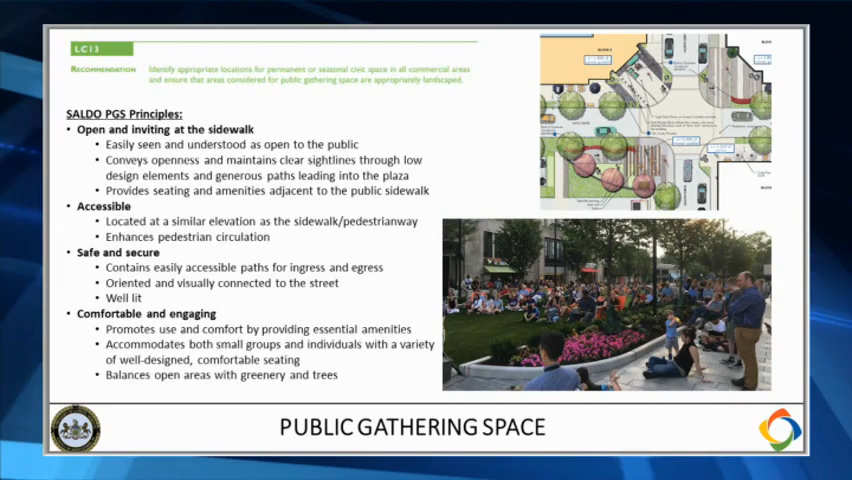 LC13
RECOMMENDATION Identify appropriate locations for permanent or seasonal civic space in all commercial areas
and ensure that areas considered for public gathering space are appropriately landscaped.
SALDO PGS Principles:
• Open and inviting at the sidewalk
• Easily seen and understood as open to the public
• Conveys openness and maintains clear sightlines through low
design elements and generous paths leading into the plaza
• Provides seating and amenities adjacent to the public sidewalk
• Accessible
• Located at a similar elevation as the sidewalk/pedestrianway
• Enhances pedestrian circulation
• Safe and secure
• Contains easily accessible paths for ingress and egress
• Oriented and visually connected to the street
• Well lit
• Comfortable and engaging
• Promotes use and comfort by providing essential amenities
• Accommodates both small groups and individuals with a variety
of well-designed, comfortable seating
• Balances open areas with greenery and trees
PUBLIC GATHERING SPACE